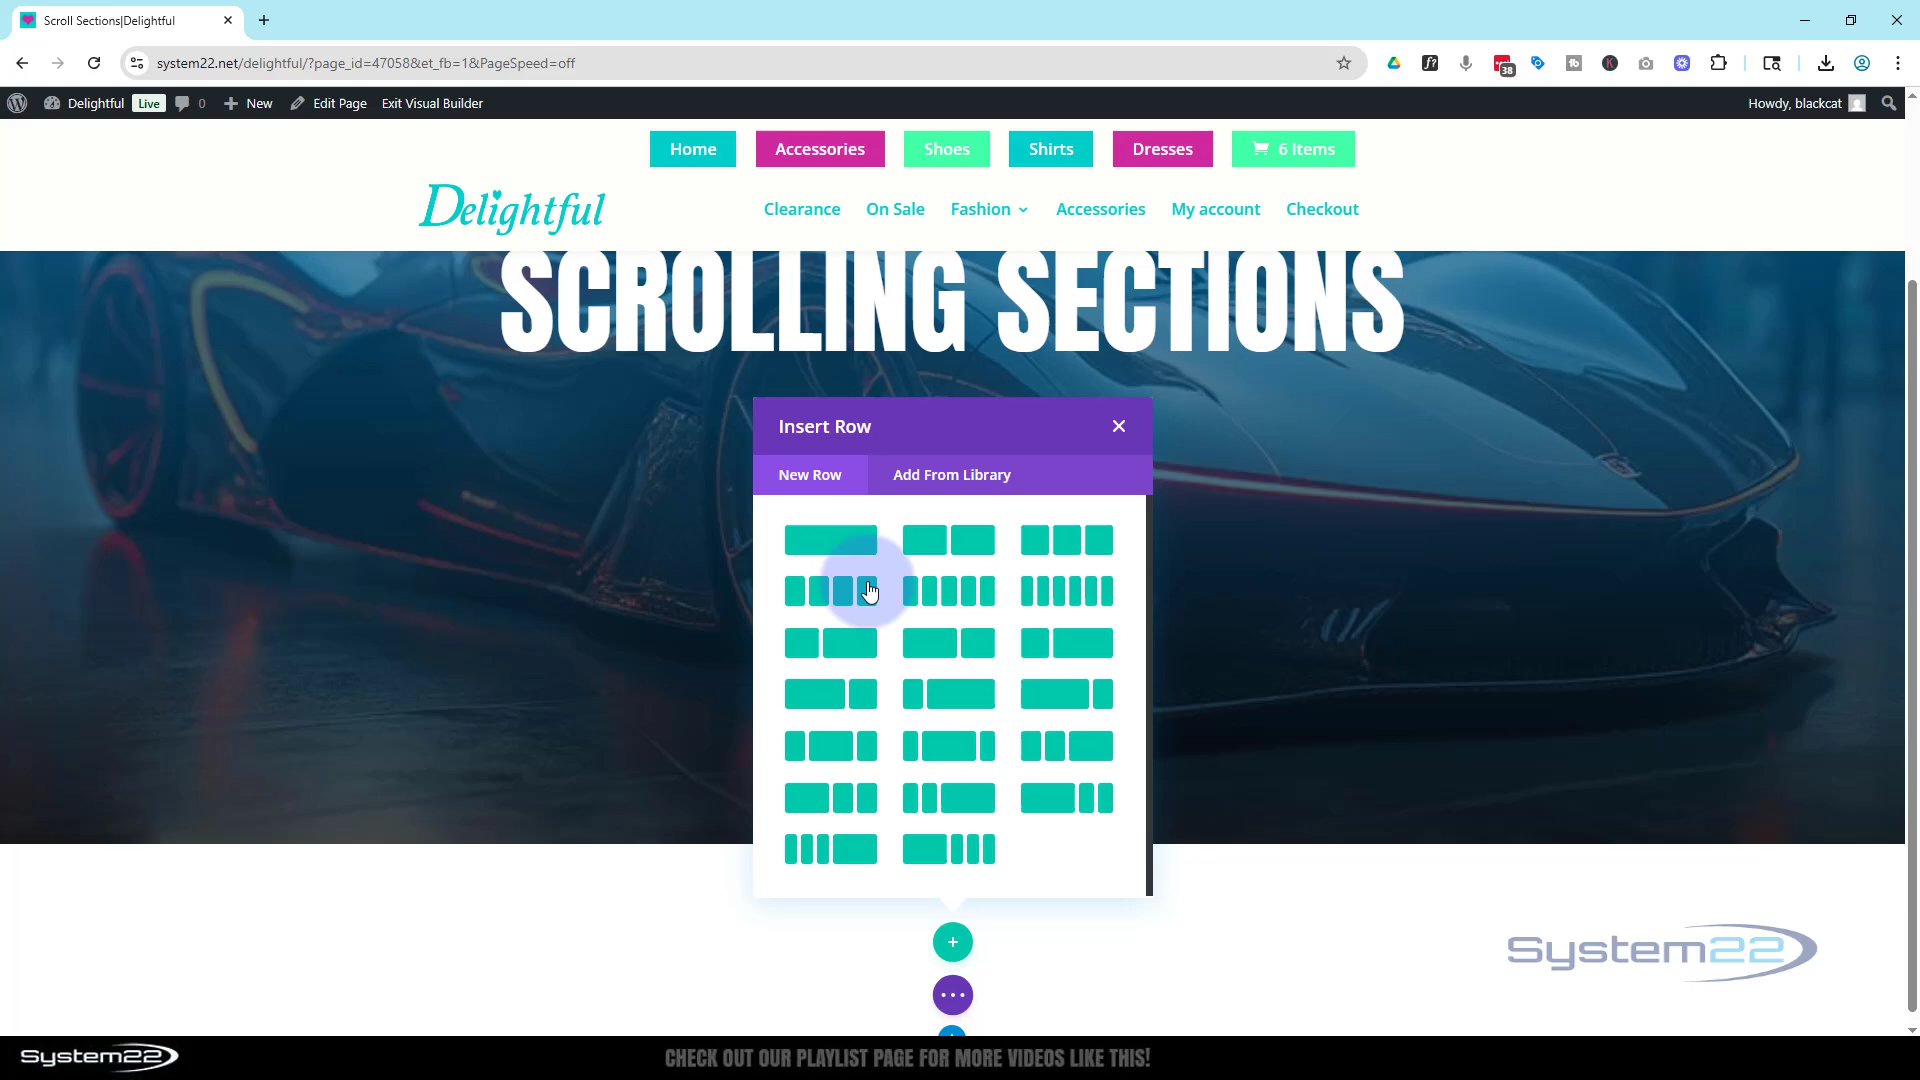 Scroll Sections|Delightful
system22.net/delightful/?page_id=47058&et_fb=1&PageSpeed=off
38
Delightful Live 0 New Edit Page Exit Visual Builder Howdy, blackcat
Home Accessories Shoes Shirts Dresses 6 Items
Delightful
Clearance On Sale Fashion Accessories My account Checkout
SCROLLING SECTIONS
Insert Row
New Row Add From Library
System22
System22
CHECK OUT OUR PLAYLIST PAGE FOR MORE VIDEOS LIKE THIS!